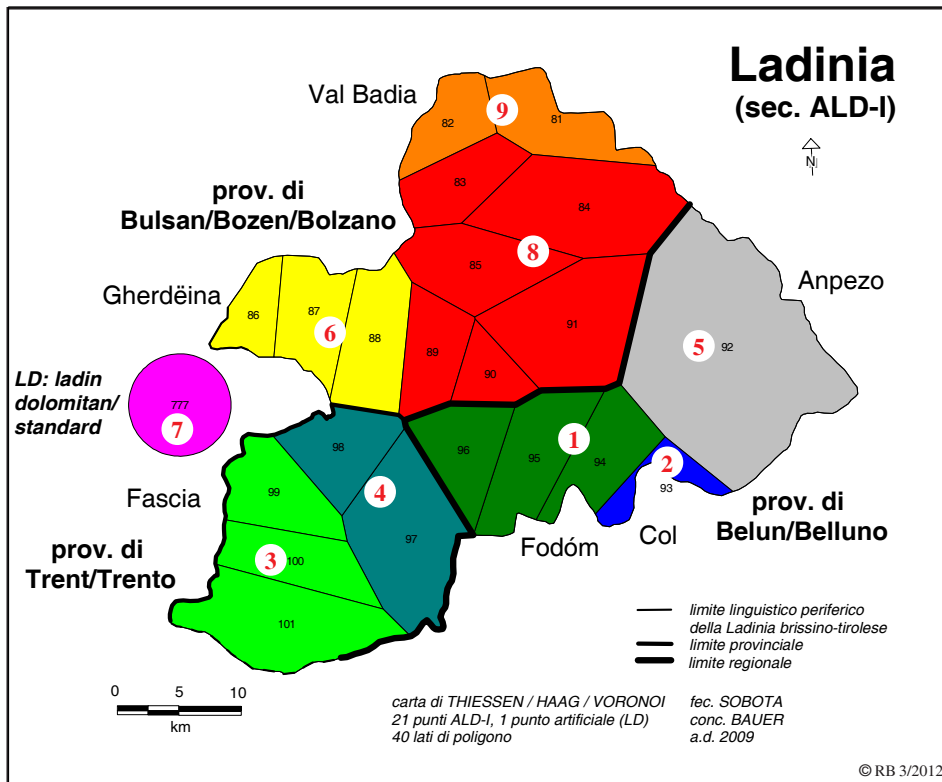 Ladinia
(sec. ALD-I)
N
Val Badia
9
82
81
prov. di
Bulsan/Bozen/Bolzano
83
84
8
85
Gherdëina
86
87
88
6
89
90
91
Anpezo
5
92
LD: ladin
dolomitan/
standard
777
7
96
95
94
1
2
93
98
97
4
Fascia
99
100
3
101
prov. di
Trent/Trento
Fodóm
Col
prov. di
Belun/Belluno
limite linguistico periferico
della Ladinia brissino-tirolese
limite provinciale
limite regionale
0 5 10
km
carta di THIESSEN / HAAG / VORONOI
21 punti ALD-I, 1 punto artificiale (LD)
40 lati di poligono
fec. SOBOTA
conc. BAUER
a.d. 2009
© RB 3/2012